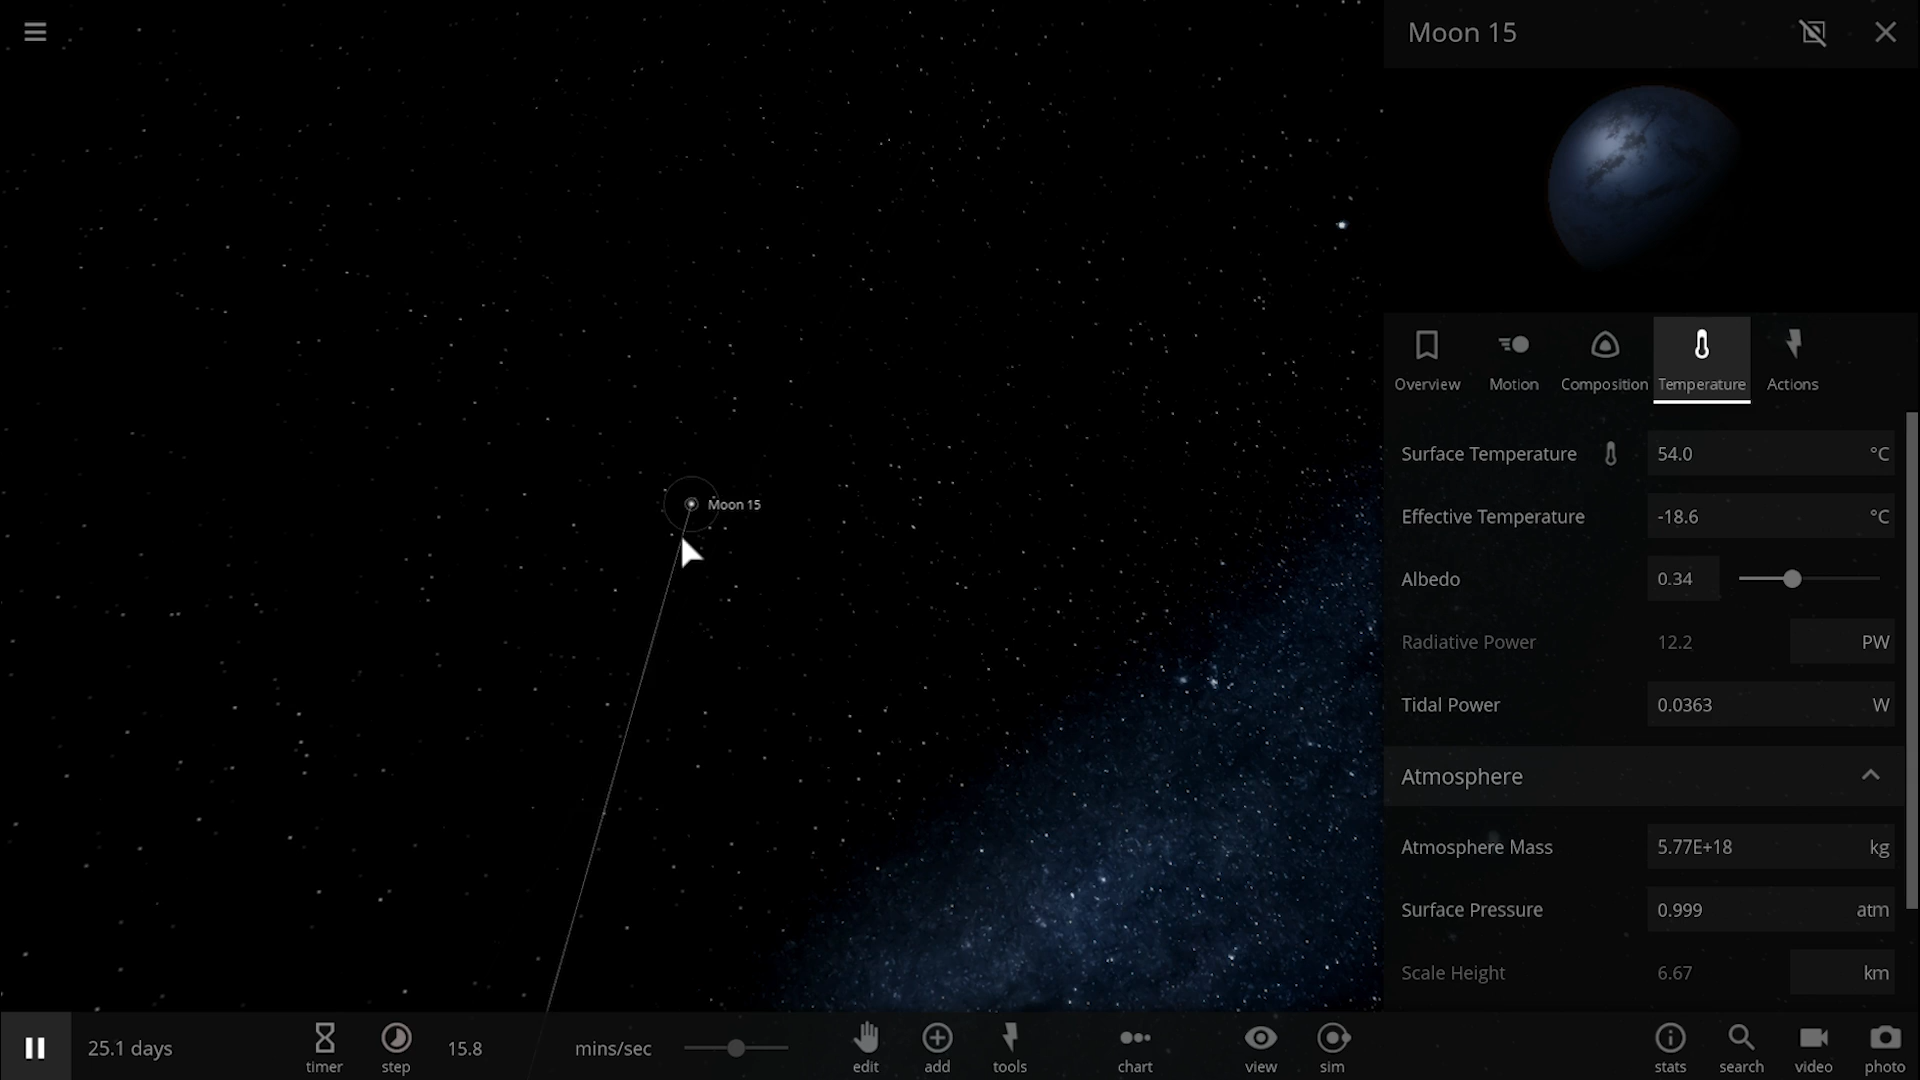 Moon 15
Overview
Motion
Composition
Temperature
Actions
Surface Temperature 54.0 °C
Effective Temperature -18.6 °C
Albedo 0.34
Radiative Power 12.2 PW
Tidal Power 0.0363 W
Atmosphere
Atmosphere Mass 5.77E+18 kg
Surface Pressure 0.999 atm
Scale Height 6.67 km
Moon 15
25.1 days
timer
step
15.8 mins/sec
edit
add
tools
chart
view
sim
stats
search
video
photo